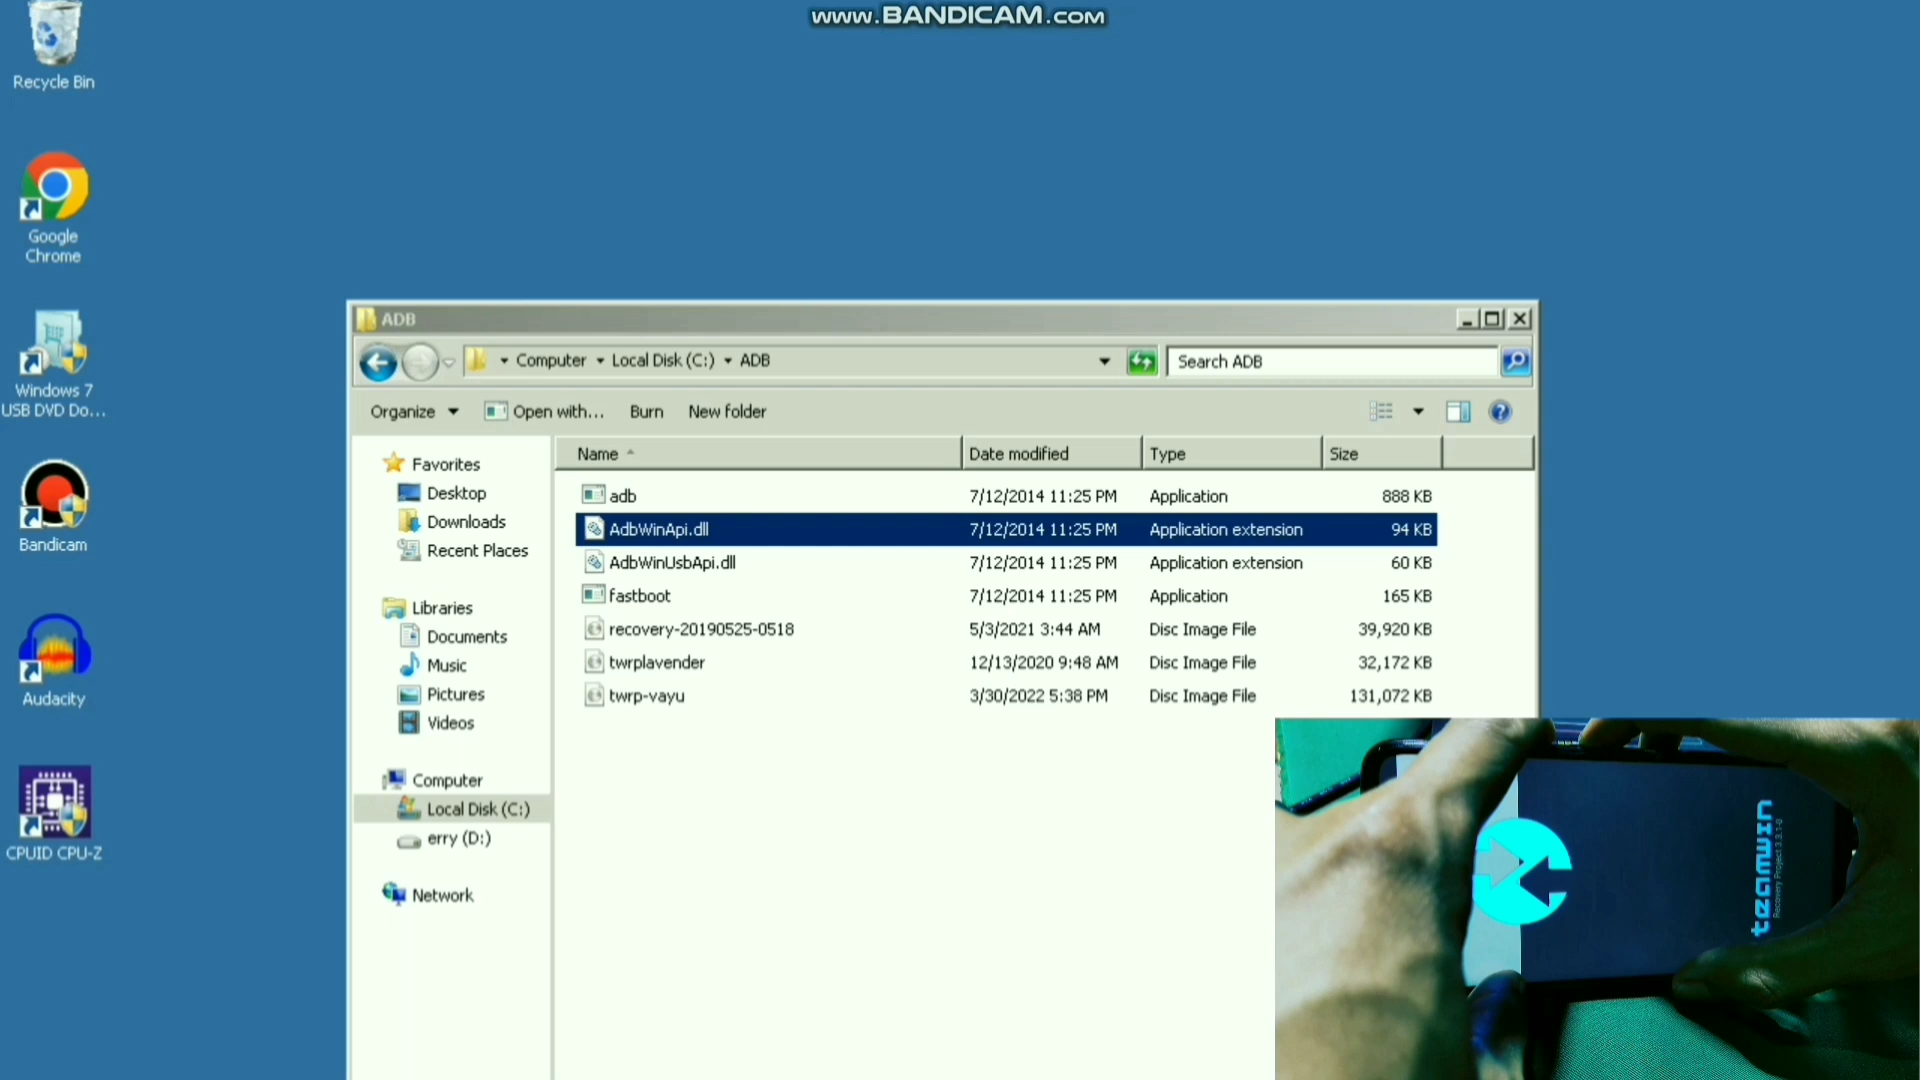 www.BANDICAM.com
Recycle Bin
Google
Chrome
Windows 7
USB DVD Do...
Bandicam
Audacity
CPUID CPU-Z
ADB
Computer Local Disk (C:) ADB
Search ADB
Organize Open with... Burn New folder
Favorites
Desktop
Downloads
Recent Places
Libraries
Documents
Music
Pictures
Videos
Computer
Local Disk (C:)
erry (D:)
Network
Name Date modified Type Size
adb 7/12/2014 11:25 PM Application 888 KB
AdbWinApi.dll 7/12/2014 11:25 PM Application extension 94 KB
AdbWinUsbApi.dll 7/12/2014 11:25 PM Application extension 60 KB
fastboot 7/12/2014 11:25 PM Application 165 KB
recovery-20190525-0518 5/3/2021 3:44 AM Disc Image File 39,920 KB
twrplavender 12/13/2020 9:48 AM Disc Image File 32,172 KB
twrp-vayu 3/30/2022 5:38 PM Disc Image File 131,072 KB
teamwin
Recovery Project 3.3.1-0